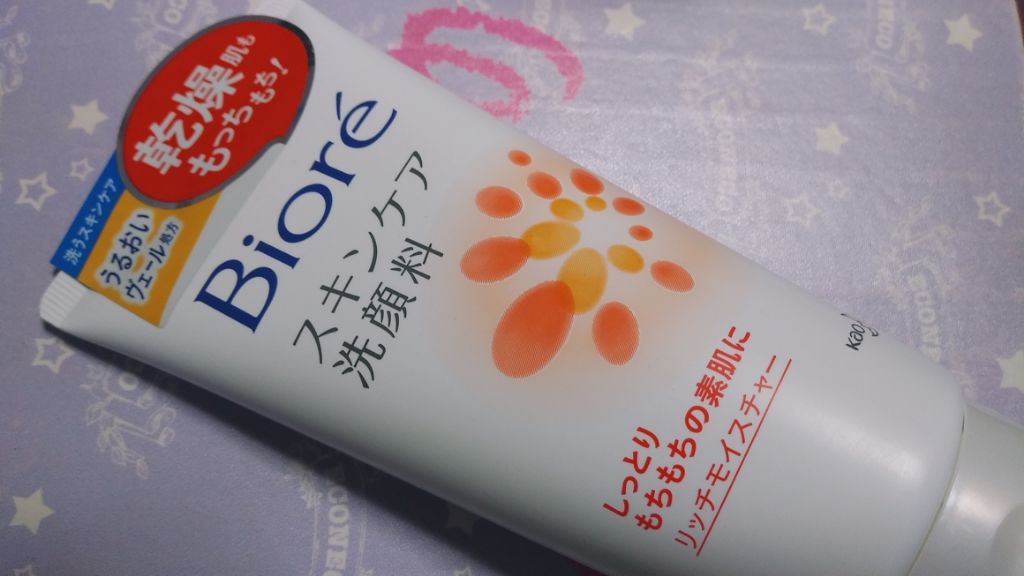 乾燥肌も
もっちもち!
洗うスキンケア
うるおい
ヴェール処方
Bioré
スキンケア
洗顔料
しっとり
もちもちの素肌に
リッチモイスチャー
Kao